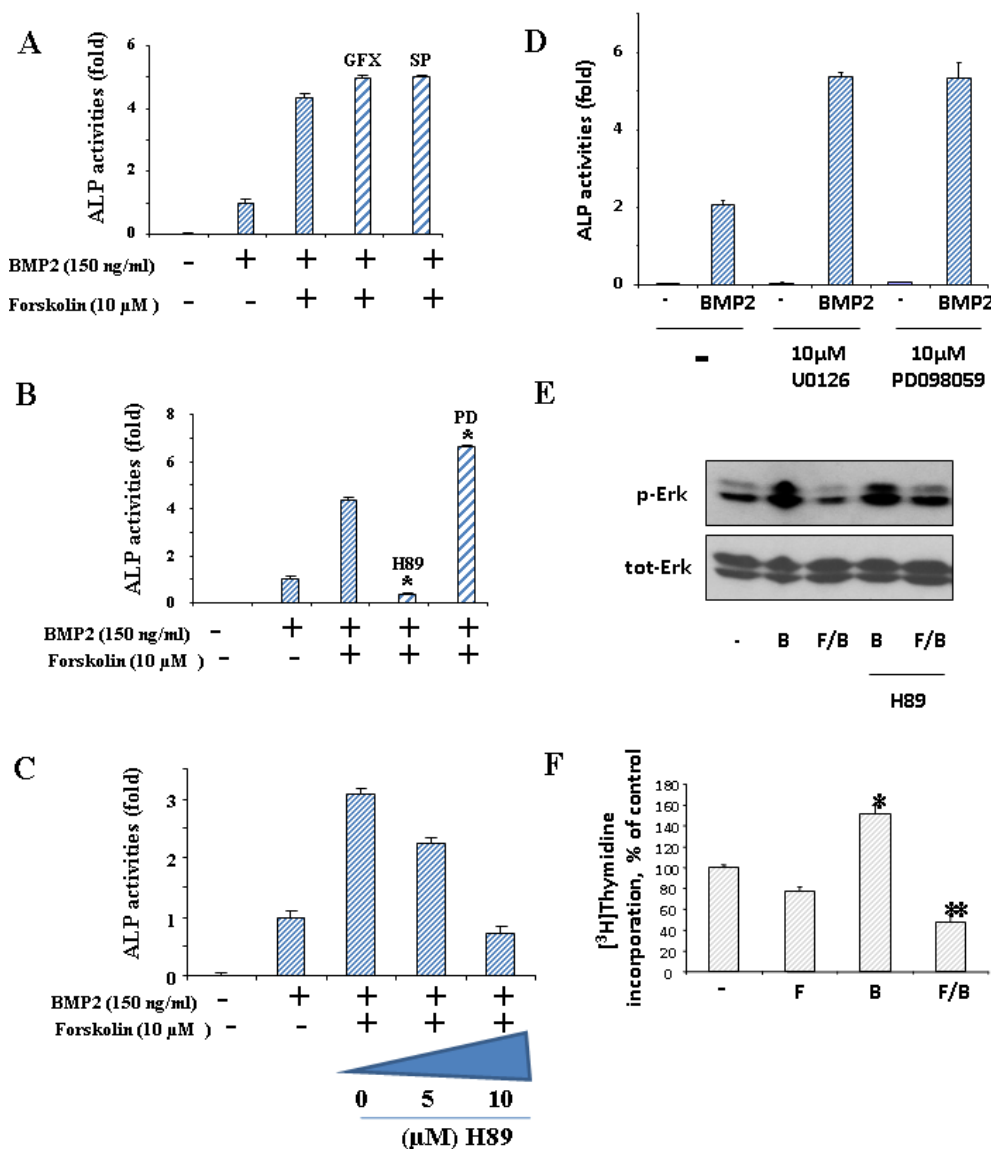 A
ALP activities (fold)
6
4
2
0
GFX
SP
BMP2 (150 ng/ml) - + + + +
Forskolin (10 µM ) - - + + +
B
ALP activities (fold)
8
6
4
2
0
H89
*
PD
*
BMP2 (150 ng/ml) - + + + +
Forskolin (10 µM ) - - + + +
C
ALP activities (fold)
3
2
1
0
BMP2 (150 ng/ml) - + + + +
Forskolin (10 µM ) - - + + +
0 5 10
(µM) H89
D
ALP activities (fold)
6
4
2
0
- BMP2 - BMP2 - BMP2
- 10µM 10µM
U0126 PD098059
E
p-Erk
tot-Erk
- B F/B B F/B
H89
F
[³H]Thymidine
incorporation, % of control
180
160
140
120
100
80
60
40
20
0
*
**
- F B F/B